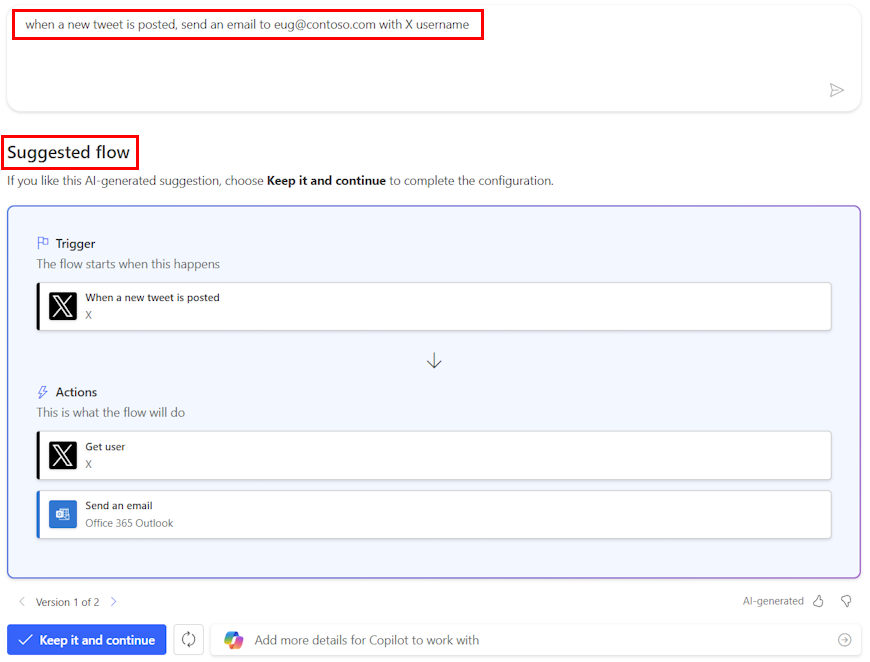 when a new tweet is posted, send an email to eug@contoso.com with X username
Suggested flow
If you like this AI-generated suggestion, choose Keep it and continue to complete the configuration.
Trigger
The flow starts when this happens
When a new tweet is posted
X
Actions
This is what the flow will do
Get user
X
Send an email
Office 365 Outlook
Version 1 of 2
AI-generated
Keep it and continue
Add more details for Copilot to work with